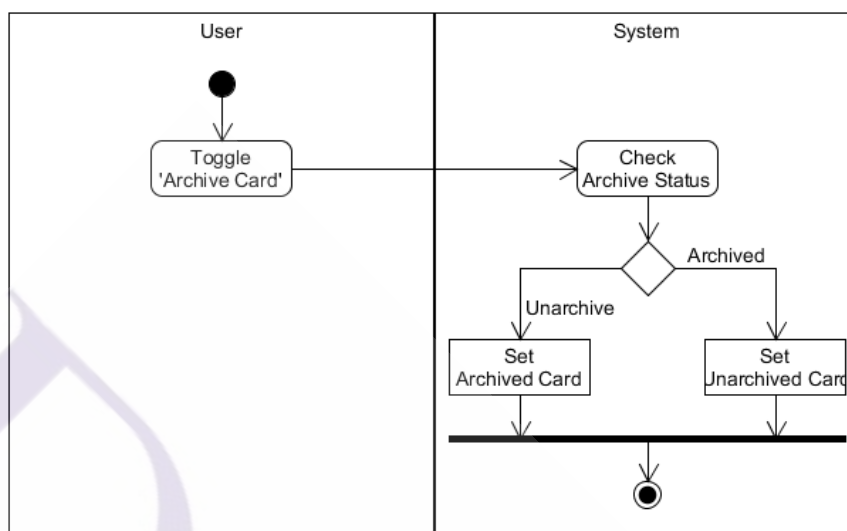 User
System
Toggle
'Archive Card'
Check
Archive Status
Archived
Unarchive
Set
Archived Card
Set
Unarchived Card